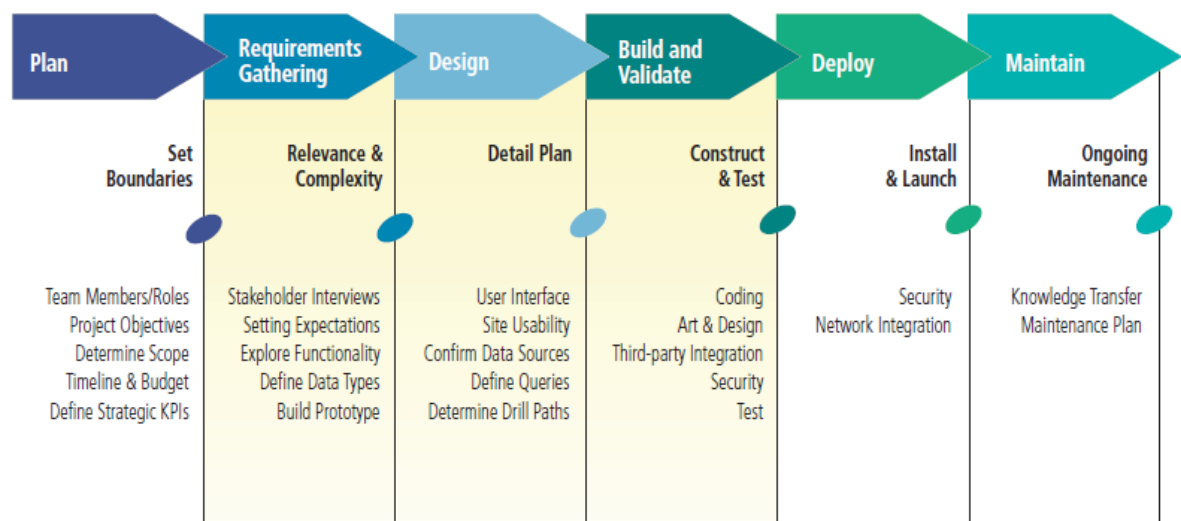 Plan
Requirements
Gathering
Design
Build and
Validate
Deploy
Maintain
Set
Boundaries
Relevance &
Complexity
Detail Plan
Construct
& Test
Install
& Launch
Ongoing
Maintenance
Team Members/Roles
Project Objectives
Determine Scope
Timeline & Budget
Define Strategic KPIs
Stakeholder Interviews
Setting Expectations
Explore Functionality
Define Data Types
Build Prototype
User Interface
Site Usability
Confirm Data Sources
Define Queries
Determine Drill Paths
Coding
Art & Design
Third-party Integration
Security
Test
Security
Network Integration
Knowledge Transfer
Maintenance Plan